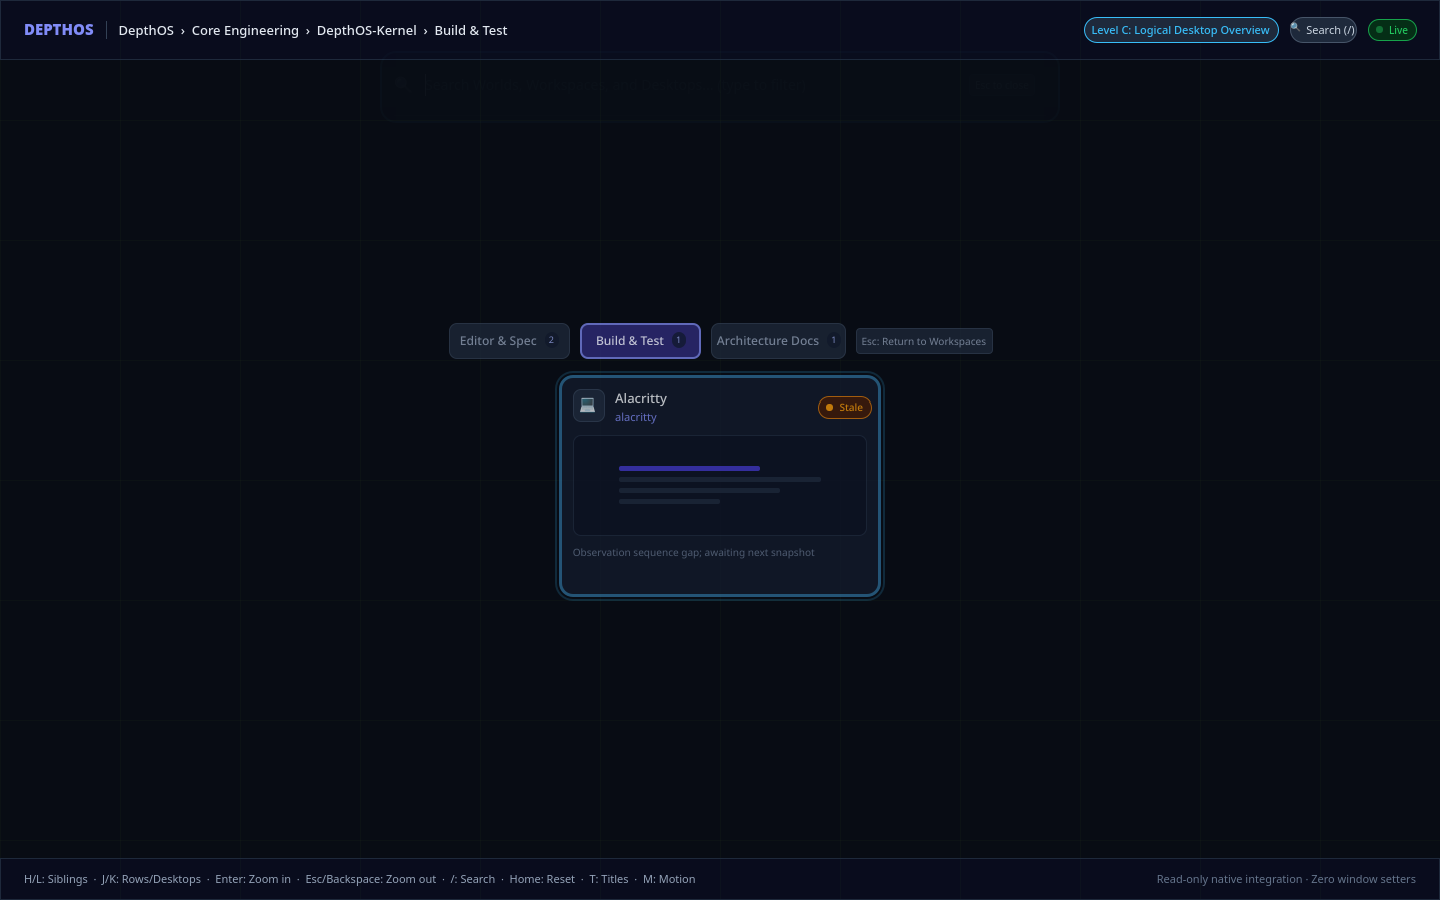 DEPTHOS
DepthOS › Core Engineering › DepthOS-Kernel › Build & Test
Level C: Logical Desktop Overview
Search (/)
Live
Editor & Spec 2
Build & Test 1
Architecture Docs 1
Esc: Return to Workspaces
Alacritty
alacritty
Stale
Observation sequence gap; awaiting next snapshot
H/L: Siblings · J/K: Rows/Desktops · Enter: Zoom in · Esc/Backspace: Zoom out · /: Search · Home: Reset · T: Titles · M: Motion
Read-only native integration · Zero window setters